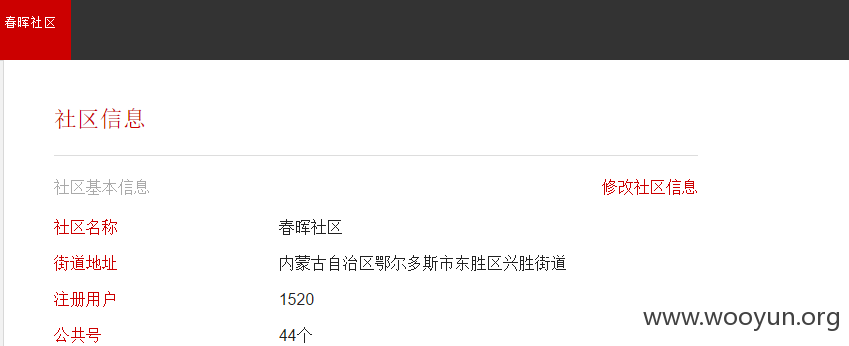 春晖社区
社区信息
社区基本信息 修改社区信息
社区名称 春晖社区
街道地址 内蒙古自治区鄂尔多斯市东胜区兴胜街道
注册用户 1520
www.wooyun.org
公共号 44个